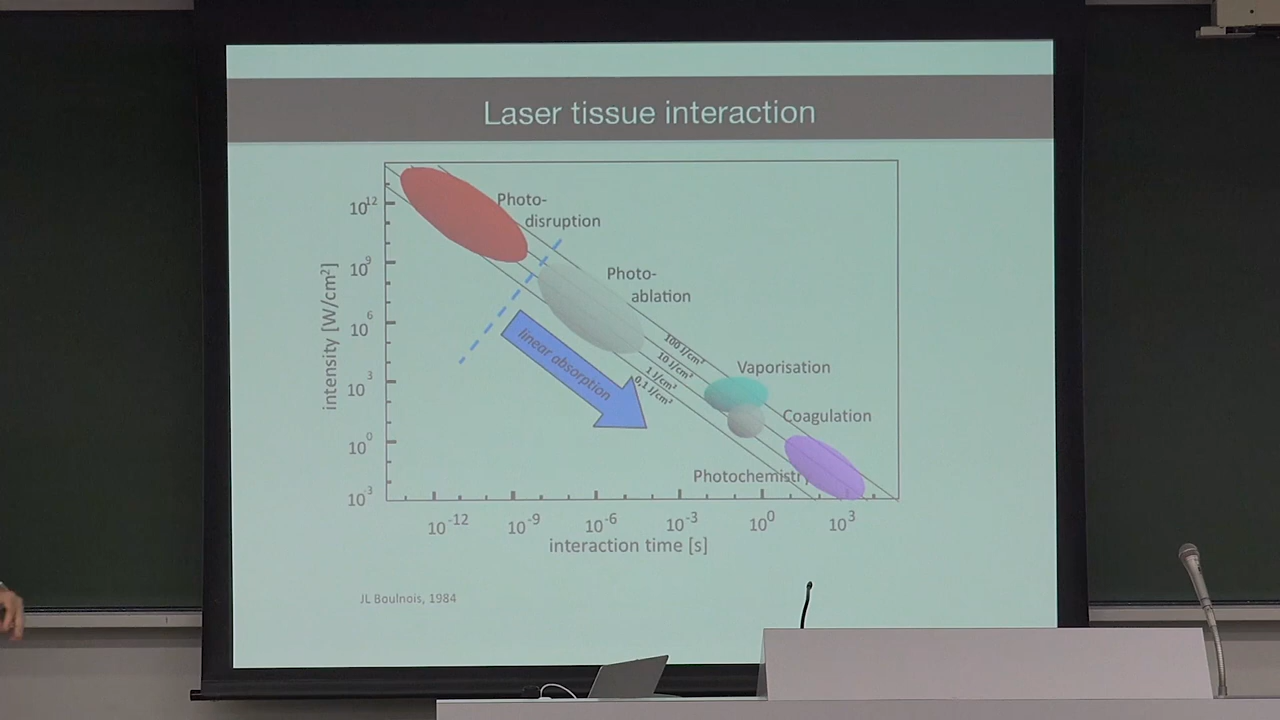 Laser tissue interaction
Photo-
disruption
Photo-
ablation
linear absorption
100 J/cm²
10 J/cm²
1 J/cm²
0,1 J/cm²
Vaporisation
Coagulation
Photochemistry
intensity [W/cm²]
10¹²
10⁹
10⁶
10³
10⁰
10³
10⁻¹² 10⁻⁹ 10⁻⁶ 10⁻³ 10⁰ 10³
interaction time [s]
JL Boulnois, 1984